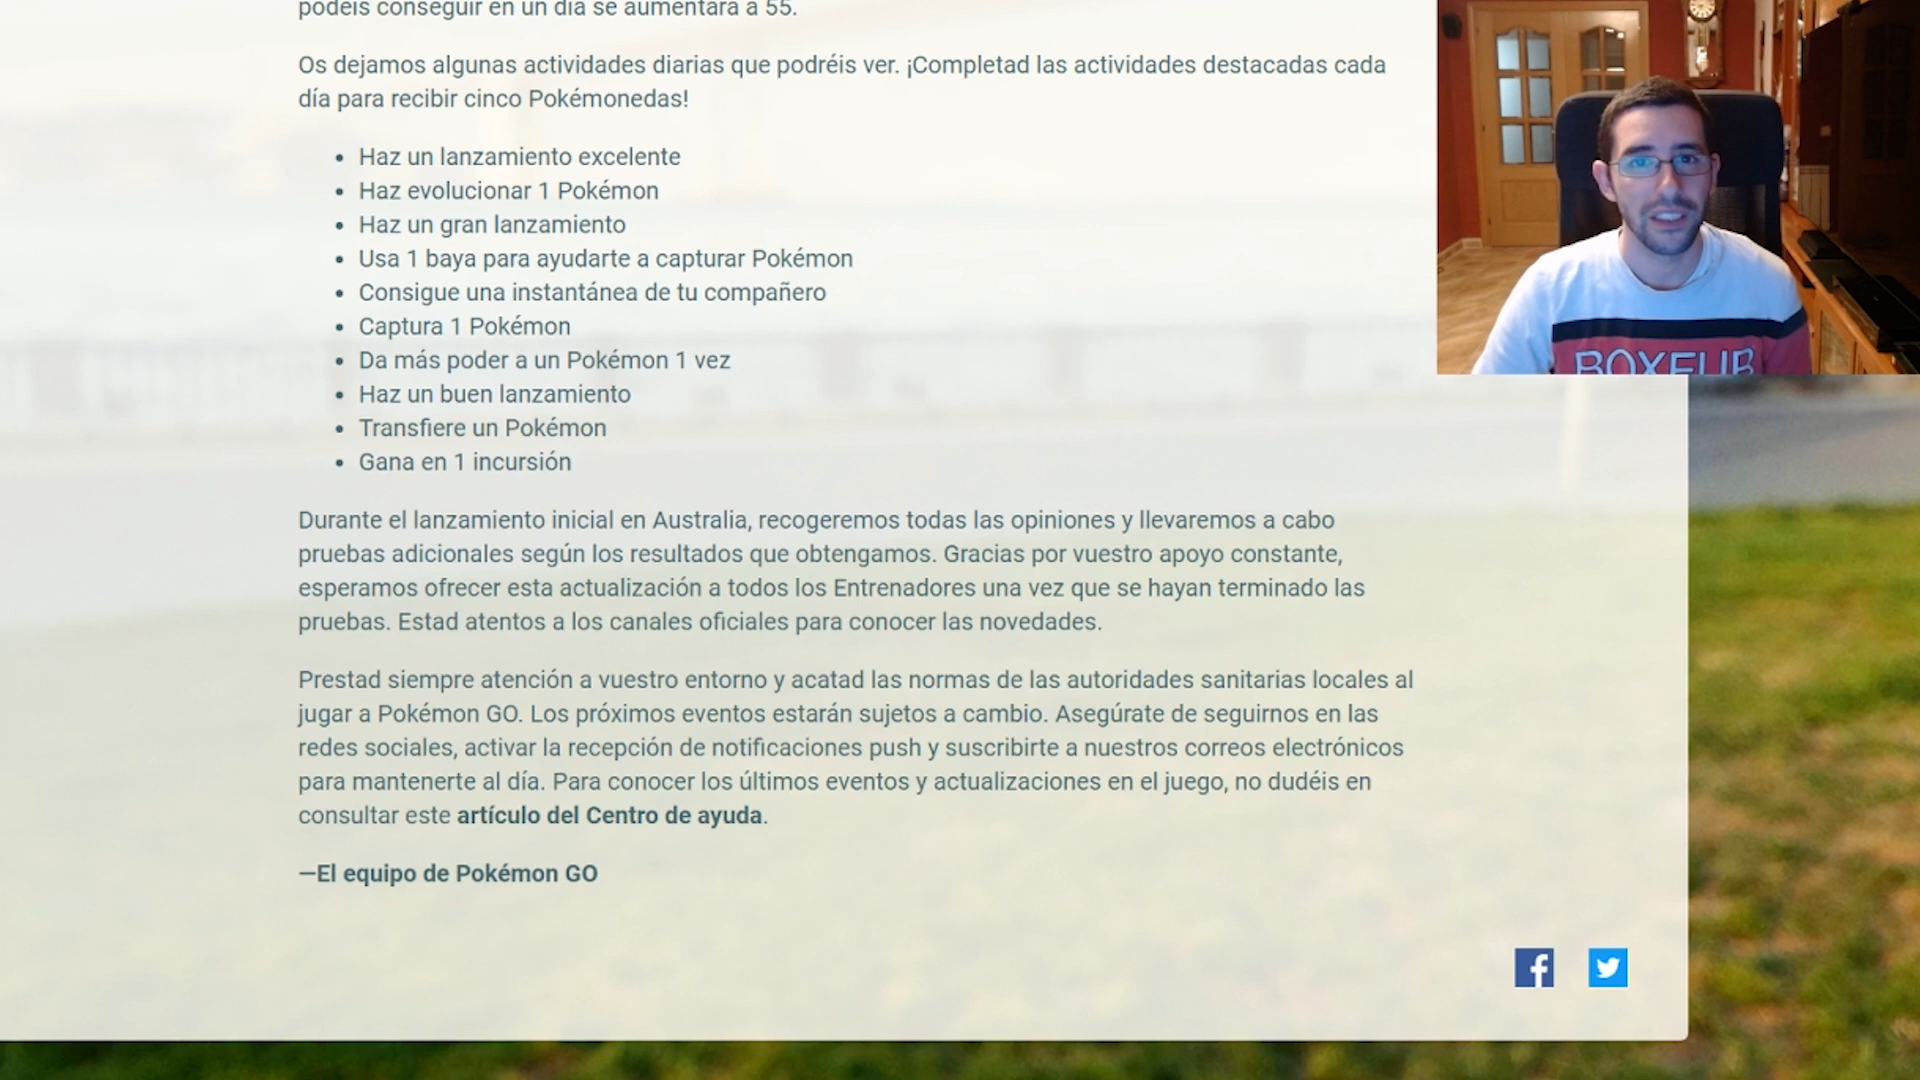 podéis conseguir en un día se aumentará a 55.
Os dejamos algunas actividades diarias que podréis ver. ¡Completad las actividades destacadas cada
día para recibir cinco Pokémonedas!
• Haz un lanzamiento excelente
• Haz evolucionar 1 Pokémon
• Haz un gran lanzamiento
• Usa 1 baya para ayudarte a capturar Pokémon
• Consigue una instantánea de tu compañero
• Captura 1 Pokémon
• Da más poder a un Pokémon 1 vez
• Haz un buen lanzamiento
• Transfiere un Pokémon
• Gana en 1 incursión
Durante el lanzamiento inicial en Australia, recogeremos todas las opiniones y llevaremos a cabo
pruebas adicionales según los resultados que obtengamos. Gracias por vuestro apoyo constante,
esperamos ofrecer esta actualización a todos los Entrenadores una vez que se hayan terminado las
pruebas. Estad atentos a los canales oficiales para conocer las novedades.
Prestad siempre atención a vuestro entorno y acatad las normas de las autoridades sanitarias locales al
jugar a Pokémon GO. Los próximos eventos estarán sujetos a cambio. Asegúrate de seguirnos en las
redes sociales, activar la recepción de notificaciones push y suscribirte a nuestros correos electrónicos
para mantenerte al día. Para conocer los últimos eventos y actualizaciones en el juego, no dudéis en
consultar este artículo del Centro de ayuda.
—El equipo de Pokémon GO
BOXEUR